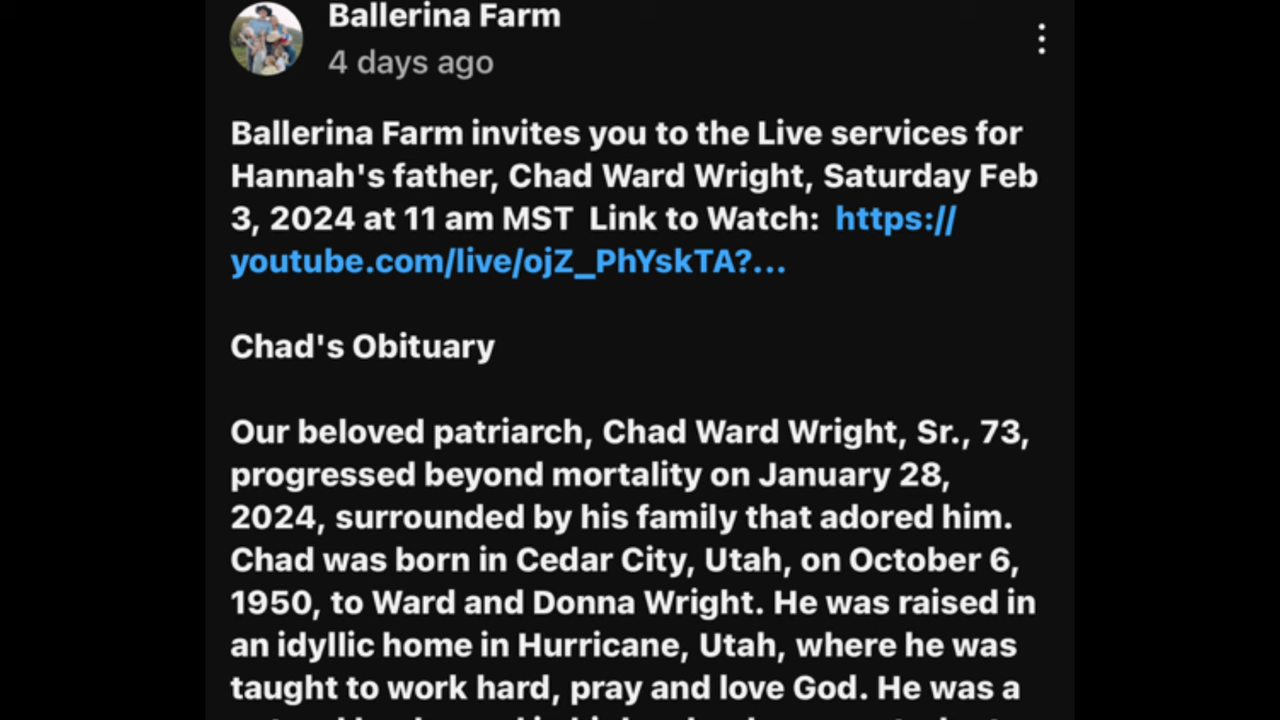 Ballerina Farm
4 days ago
Ballerina Farm invites you to the Live services for
Hannah's father, Chad Ward Wright, Saturday Feb
3, 2024 at 11 am MST  Link to Watch:  https://
youtube.com/live/ojZ_PhYskTA?...
Chad's Obituary
Our beloved patriarch, Chad Ward Wright, Sr., 73,
progressed beyond mortality on January 28,
2024, surrounded by his family that adored him.
Chad was born in Cedar City, Utah, on October 6,
1950, to Ward and Donna Wright. He was raised in
an idyllic home in Hurricane, Utah, where he was
taught to work hard, pray and love God. He was a